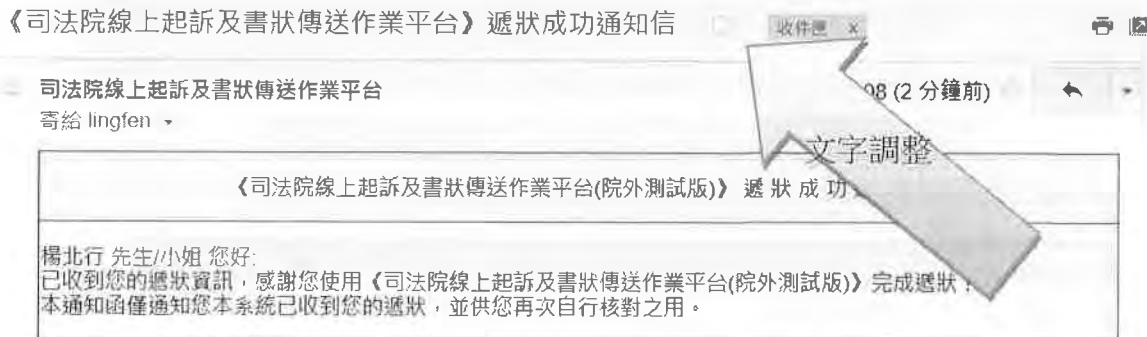 《司法院線上起訴及書狀傳送作業平台》遞狀成功通知信 收件匣 x
司法院線上起訴及書狀傳送作業平台 08 (2 分鐘前)
寄給 lingfen
文字調整
《司法院線上起訴及書狀傳送作業平台(院外測試版)》 遞 狀 成 功
楊北行 先生//小姐 您好:
已收到您的遞狀資訊，感謝您使用《司法院線上起訴及書狀傳送作業平台(院外測試版)》完成遞狀！
本通知函僅通知您本系統已收到您的遞狀，並供您再次自行核對之用。